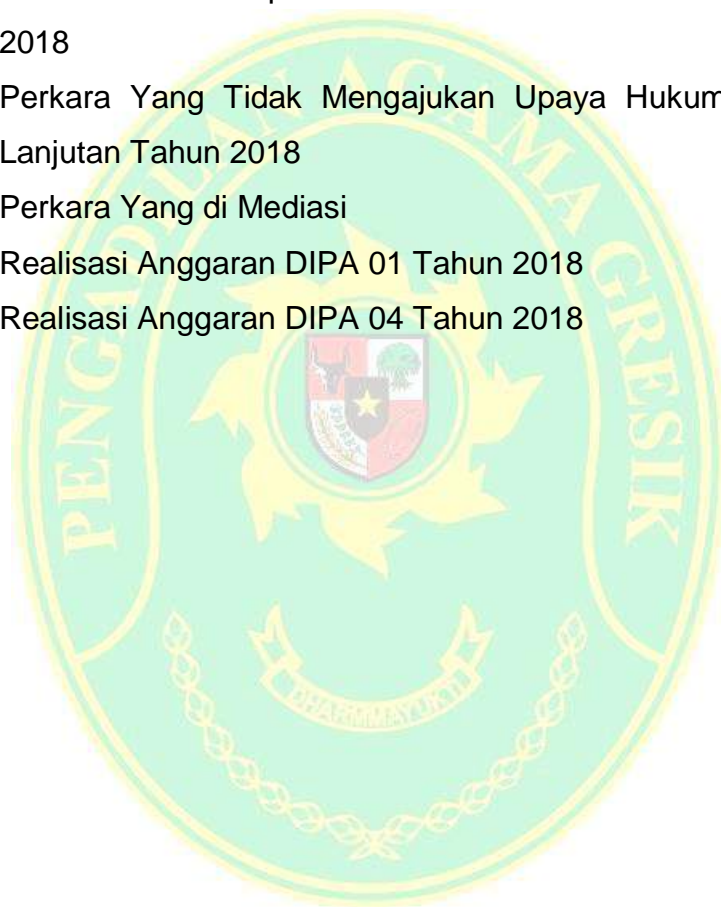 2018
Perkara Yang Tidak Mengajukan Upaya Hukum
Lanjutan Tahun 2018
Perkara Yang di Mediasi
Realisasi Anggaran DIPA 01 Tahun 2018
Realisasi Anggaran DIPA 04 Tahun 2018
PENGADILAN AGAMA GRESIK
DHARMMAYUKTI